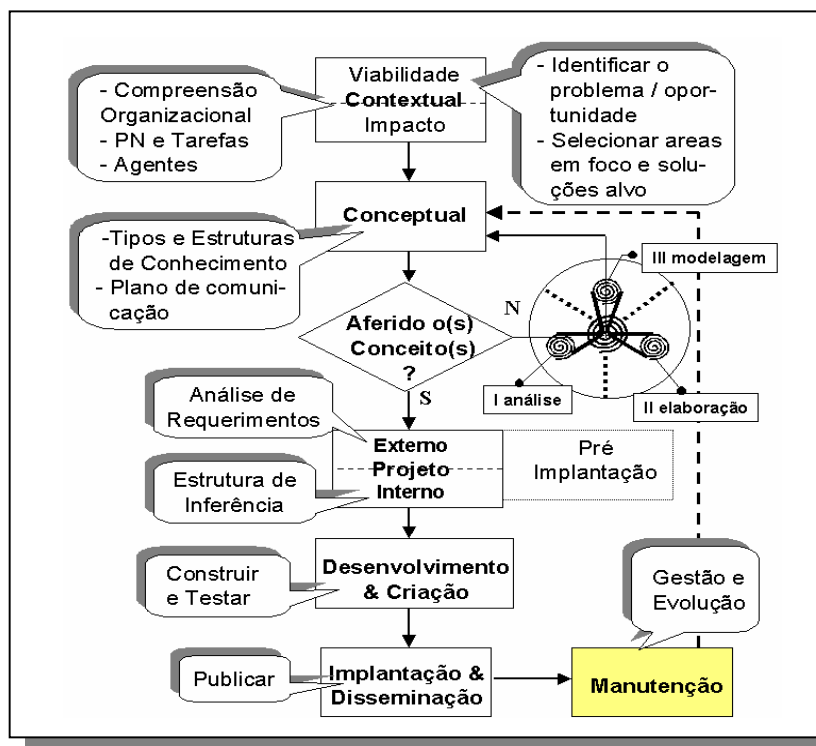 - Compreensão
Organizacional
- PN e Tarefas
- Agentes
Viabilidade
Contextual
Impacto
- Identificar o
problema / opor-
tunidade
- Selecionar areas
em foco e solu-
ções alvo
-Tipos e Estruturas
de Conhecimento
- Plano de comuni-
cação
Conceptual
III modelagem
Aferido o(s)
Conceito(s)
?
N
S
I análise
II elaboração
Análise de
Requerimentos
Externo
Projeto
Interno
Pré
Implantação
Estrutura de
Inferência
Construir
e Testar
Desenvolvimento
& Criação
Gestão e
Evolução
Publicar
Implantação &
Disseminação
Manutenção